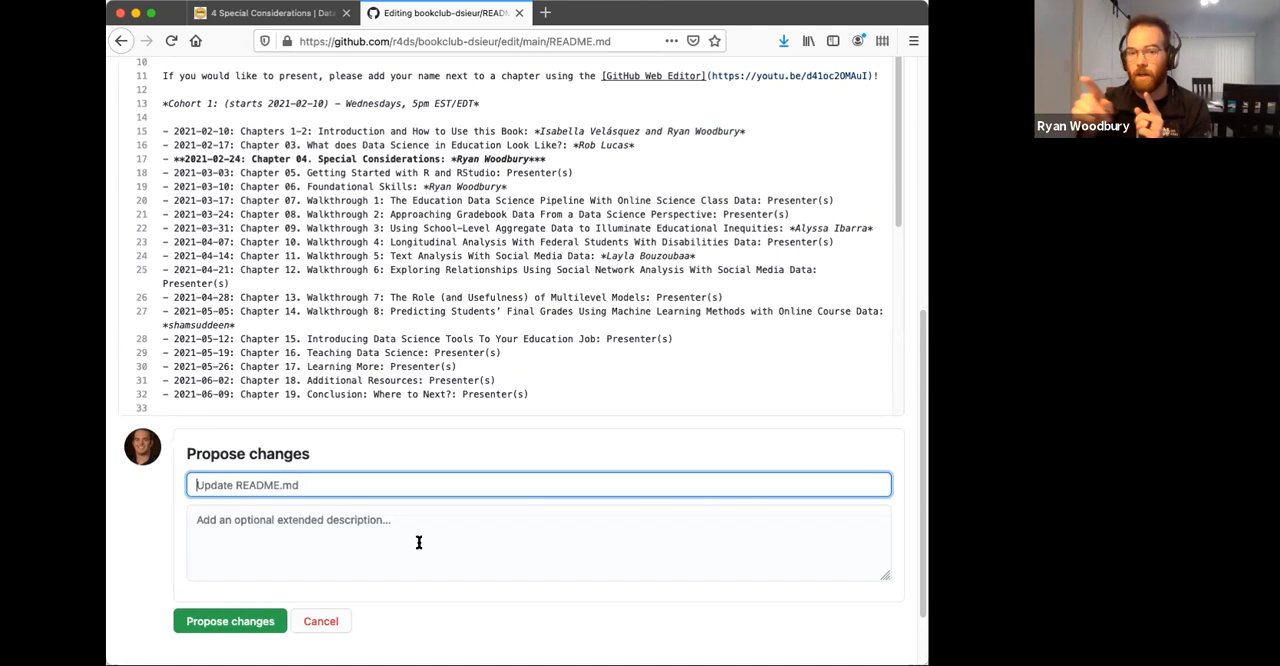 4 Special Considerations | Data
Editing bookclub-dsieur/READ
https://github.com/r4ds/bookclub-dsieur/edit/main/README.md
10
11 If you would like to present, please add your name next to a chapter using the [GitHub Web Editor](https://youtu.be/d41oc2OMAuI)!
12
13 *Cohort 1: (starts 2021-02-10) - Wednesdays, 5pm EST/EDT*
14
15 - 2021-02-10: Chapters 1-2: Introduction and How to Use this Book: *Isabella Velásquez and Ryan Woodbury*
16 - 2021-02-17: Chapter 03. What does Data Science in Education Look Like?: *Rob Lucas*
17 - **2021-02-24: Chapter 04. Special Considerations: *Ryan Woodbury***
18 - 2021-03-03: Chapter 05. Getting Started with R and RStudio: Presenter(s)
19 - 2021-03-10: Chapter 06. Foundational Skills: *Ryan Woodbury*
20 - 2021-03-17: Chapter 07. Walkthrough 1: The Education Data Science Pipeline With Online Science Class Data: Presenter(s)
21 - 2021-03-24: Chapter 08. Walkthrough 2: Approaching Gradebook Data From a Data Science Perspective: Presenter(s)
22 - 2021-03-31: Chapter 09. Walkthrough 3: Using School-Level Aggregate Data to Illuminate Educational Inequities: *Alyssa Ibarra*
23 - 2021-04-07: Chapter 10. Walkthrough 4: Longitudinal Analysis With Federal Students With Disabilities Data: Presenter(s)
24 - 2021-04-14: Chapter 11. Walkthrough 5: Text Analysis With Social Media Data: *Layla Bouzoubaa*
25 - 2021-04-21: Chapter 12. Walkthrough 6: Exploring Relationships Using Social Network Analysis With Social Media Data:
Presenter(s)
26 - 2021-04-28: Chapter 13. Walkthrough 7: The Role (and Usefulness) of Multilevel Models: Presenter(s)
27 - 2021-05-05: Chapter 14. Walkthrough 8: Predicting Students’ Final Grades Using Machine Learning Methods with Online Course Data:
*shamsuddeen*
28 - 2021-05-12: Chapter 15. Introducing Data Science Tools To Your Education Job: Presenter(s)
29 - 2021-05-19: Chapter 16. Teaching Data Science: Presenter(s)
30 - 2021-05-26: Chapter 17. Learning More: Presenter(s)
31 - 2021-06-02: Chapter 18. Additional Resources: Presenter(s)
32 - 2021-06-09: Chapter 19. Conclusion: Where to Next?: Presenter(s)
33
Propose changes
Update README.md
Add an optional extended description...
Propose changes
Cancel
Ryan Woodbury